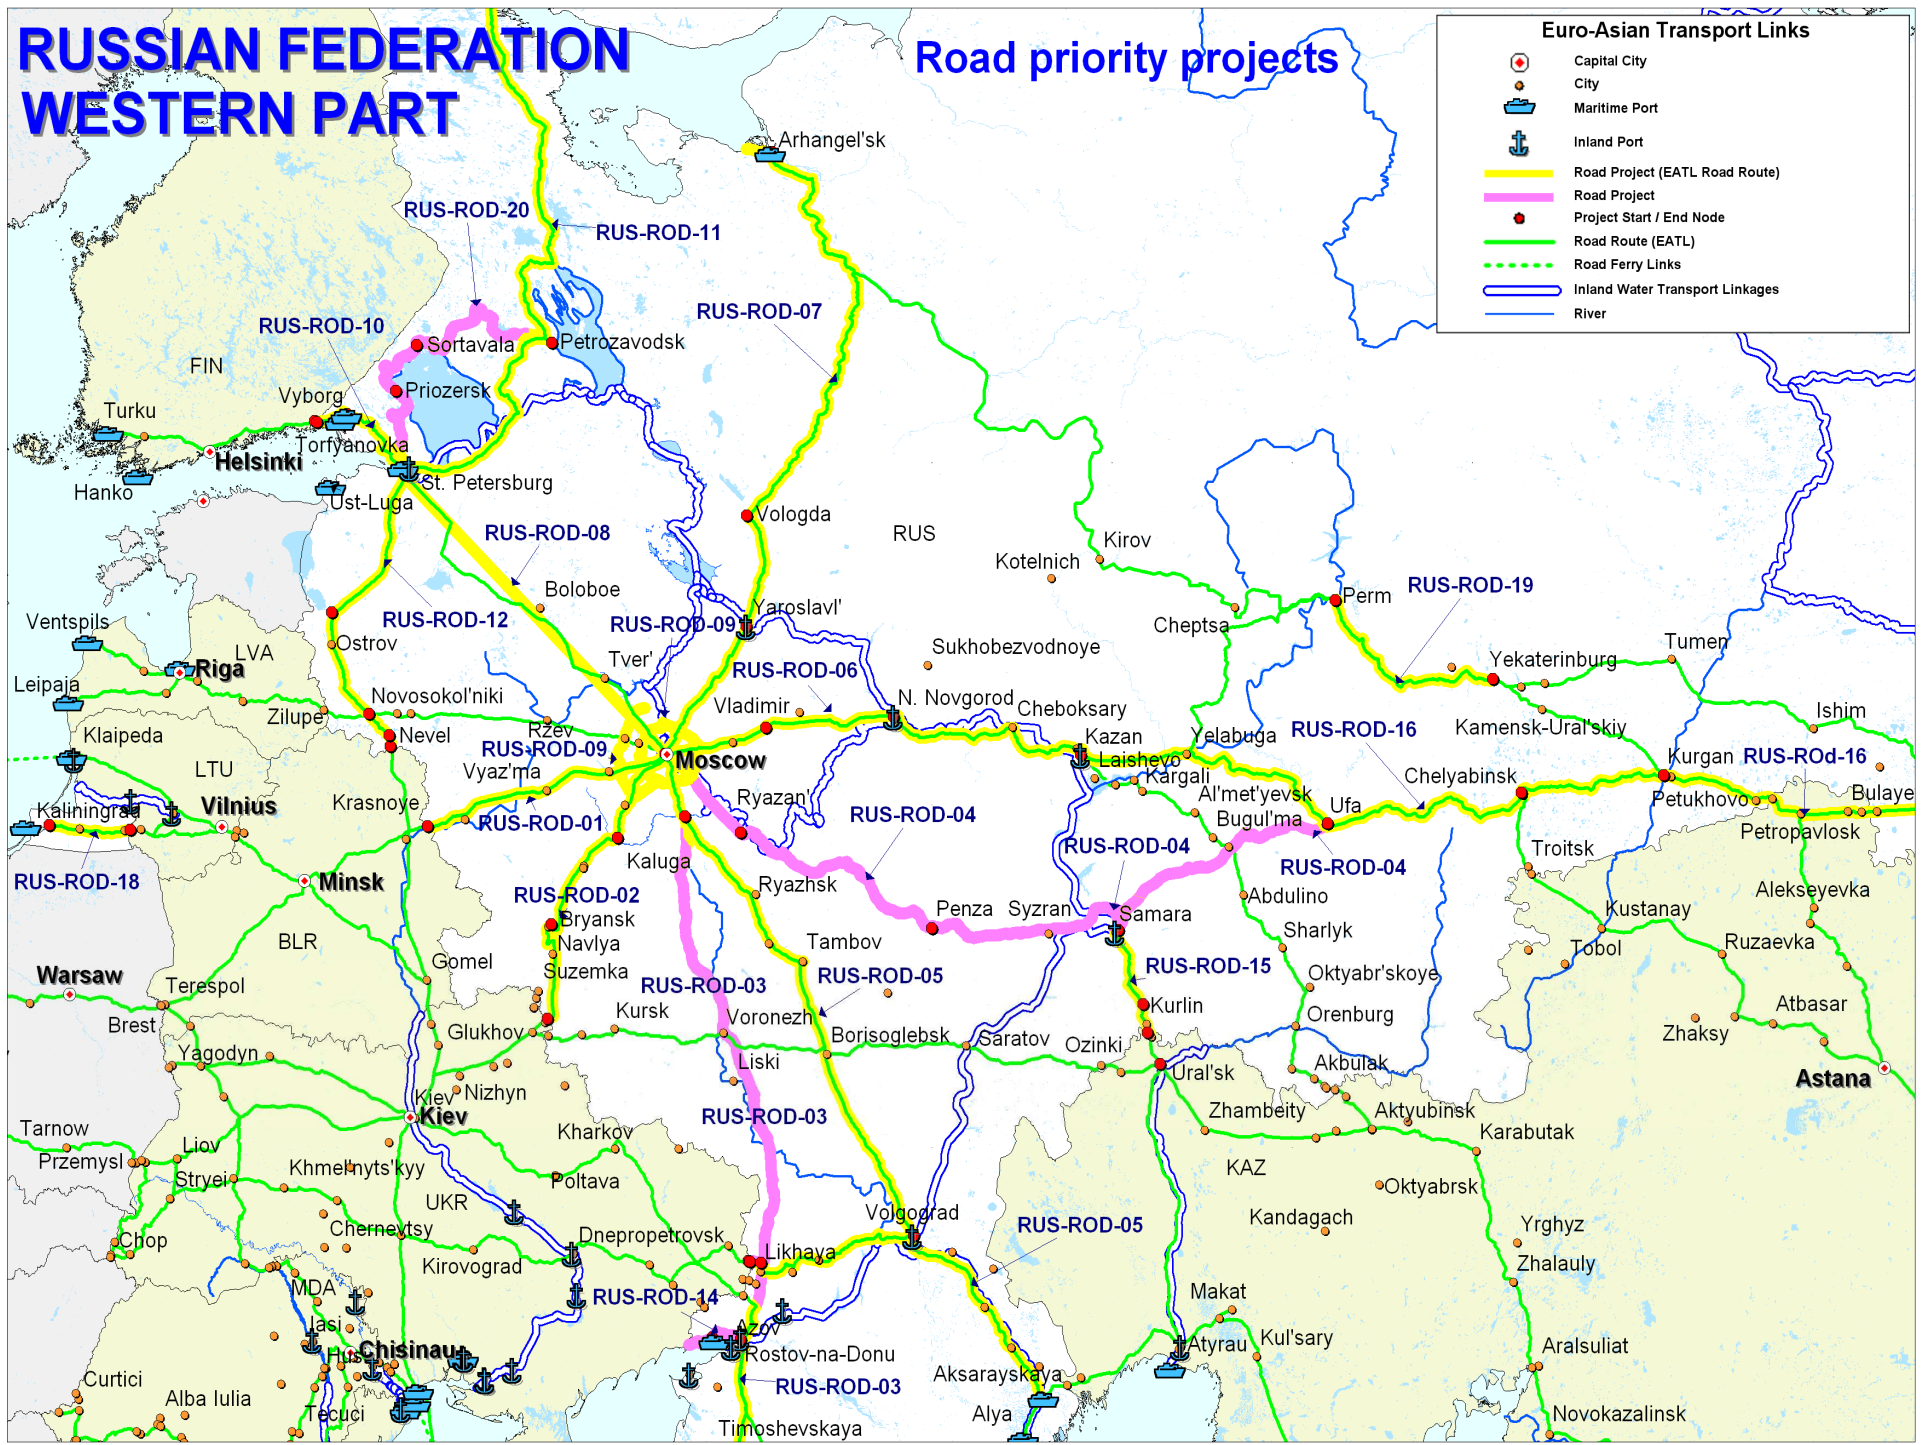 RUSSIAN FEDERATION
WESTERN PART
Road priority projects
Euro-Asian Transport Links
Capital City
City
Maritime Port
Inland Port
Road Project (EATL Road Route)
Road Project
Project Start / End Node
Road Route (EATL)
Road Ferry Links
Inland Water Transport Linkages
River
Arhangel'sk
RUS-ROD-20
RUS-ROD-11
RUS-ROD-07
RUS-ROD-10
Sortavala
Petrozavodsk
FIN
Priozersk
Vyborg
Turku
Torfyanovka
Helsinki
Hanko
St. Petersburg
Ust-Luga
Vologda
RUS-ROD-08
RUS
Kirov
Kotelnich
Boloboe
RUS-ROD-19
Perm
Yaroslavl'
RUS-ROD-12
RUS-ROD-09
Cheptsa
Ventspils
Ostrov
Sukhobezvodnoye
Tumen
LVA
Tver'
Yekaterinburg
Riga
RUS-ROD-06
Leipaja
Novosokol'niki
Vladimir
N. Novgorod
Cheboksary
Zilupe
Rzev
Kamensk-Ural'skiy
Ishim
RUS-ROD-16
Klaipeda
Nevel
RUS-ROD-09
Kazan
Yelabuga
Moscow
Laishevo
Kurgan
RUS-ROd-16
LTU
Vyaz'ma
Kargali
Chelyabinsk
Vilnius
Krasnoye
Ryazan'
Al'met'yevsk
Ufa
Petukhovo
Bulaye
Kaliningrad
RUS-ROD-01
RUS-ROD-04
Bugul'ma
Petropavlosk
RUS-ROD-04
Kaluga
RUS-ROD-04
Troitsk
RUS-ROD-18
Minsk
Ryazhsk
Alekseyevka
RUS-ROD-02
Abdulino
Penza
Syzran
Samara
Kustanay
Bryansk
Sharlyk
BLR
Navlya
Tambov
Ruzaevka
Tobol
Gomel
Suzemka
RUS-ROD-05
RUS-ROD-15
Oktyabr'skoye
Warsaw
RUS-ROD-03
Terespol
Kurlin
Atbasar
Kursk
Voronezh
Orenburg
Brest
Glukhov
Borisoglebsk
Saratov
Zhaksy
Ozinki
Yagodyn
Liski
Akbulak
Ural'sk
Astana
Kiev
Nizhyn
Kiev
RUS-ROD-03
Zhambeity
Aktyubinsk
Tarnow
Kharkov
Karabutak
Liov
Przemysl
Khmel'nyts'kyy
KAZ
Stryei
Poltava
Oktyabrsk
UKR
Volgograd
Kandagach
Chernevtsy
Dnepropetrovsk
RUS-ROD-05
Yrghyz
Chop
Likhaya
Kirovograd
Zhalauly
MDA
RUS-ROD-14
Makat
Iasi
Azov
Kul'sary
Atyrau
Aralsuliat
Hus
Chisinau
Rostov-na-Donu
Aksarayskaya
Curtici
RUS-ROD-03
Alba Iulia
Tecuci
Alya
Timoshevskaya
Novokazalinsk